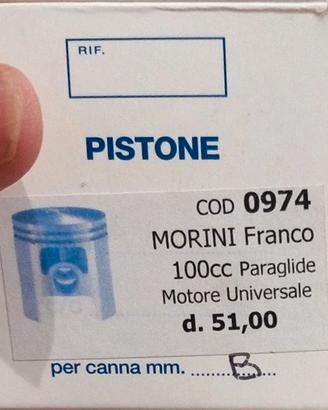 RIF.
PISTONE
COD 0974
MORINI Franco
100cc Paraglide
Motore Universale
d. 51,00
per canna mm. ....B....